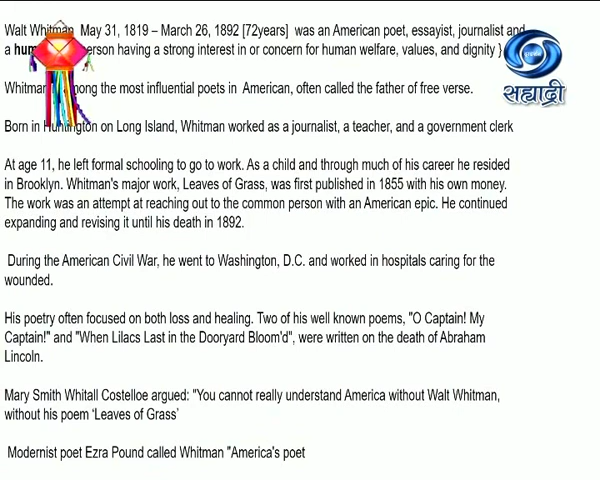 Walt Whitman May 31, 1819 – March 26, 1892 [72years] was an American poet, essayist, journalist and
a hum erson having a strong interest in or concern for human welfare, values, and dignity }
सह्याद्री
Whitman ong the most influential poets in American, often called the father of free verse.
Born in Huntington on Long Island, Whitman worked as a journalist, a teacher, and a government clerk
At age 11, he left formal schooling to go to work. As a child and through much of his career he resided
in Brooklyn. Whitman's major work, Leaves of Grass, was first published in 1855 with his own money.
The work was an attempt at reaching out to the common person with an American epic. He continued
expanding and revising it until his death in 1892.
During the American Civil War, he went to Washington, D.C. and worked in hospitals caring for the
wounded.
His poetry often focused on both loss and healing. Two of his well known poems, "O Captain! My
Captain!" and "When Lilacs Last in the Dooryard Bloom'd", were written on the death of Abraham
Lincoln.
Mary Smith Whitall Costelloe argued: "You cannot really understand America without Walt Whitman,
without his poem ‘Leaves of Grass’
Modernist poet Ezra Pound called Whitman "America's poet